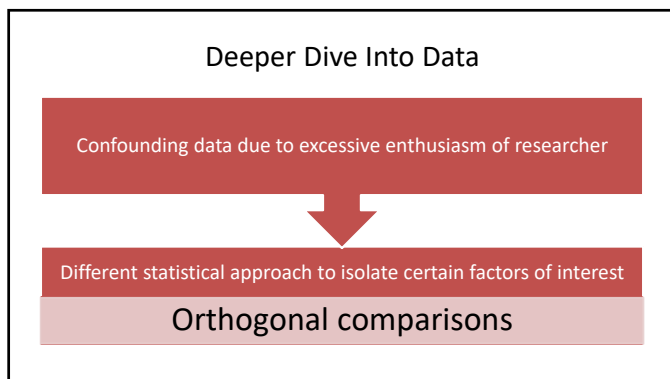 Deeper Dive Into Data
Confounding data due to excessive enthusiasm of researcher
Different statistical approach to isolate certain factors of interest
Orthogonal comparisons